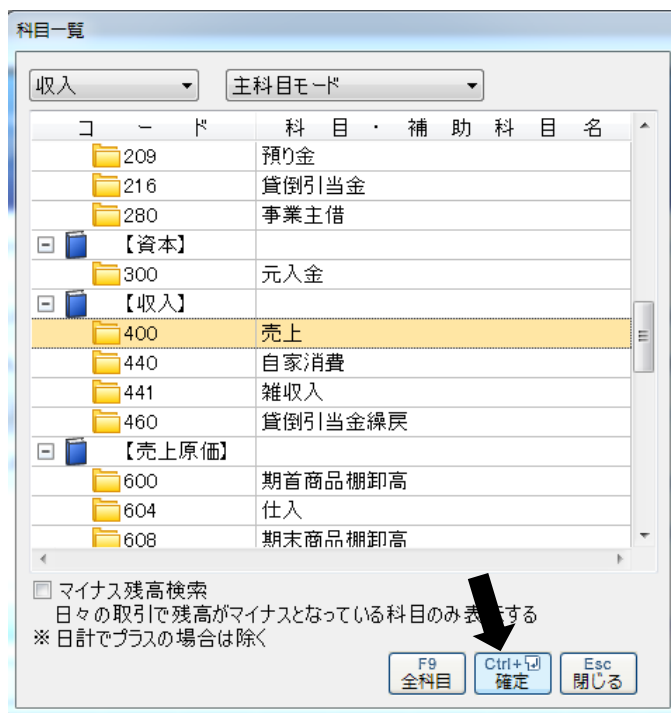 科目一覧
収入 主科目モード
コード 科目・補助科目名
209 預り金
216 貸倒引当金
280 事業主借
【資本】
300 元入金
【収入】
400 売上
440 自家消費
441 雑収入
460 貸倒引当金繰戻
【売上原価】
600 期首商品棚卸高
604 仕入
608 期末商品棚卸高
マイナス残高検索
日々の取引で残高がマイナスとなっている科目のみ表示する
※日計でプラスの場合は除く
F9 Ctrl+ Esc
全科目 確定 閉じる